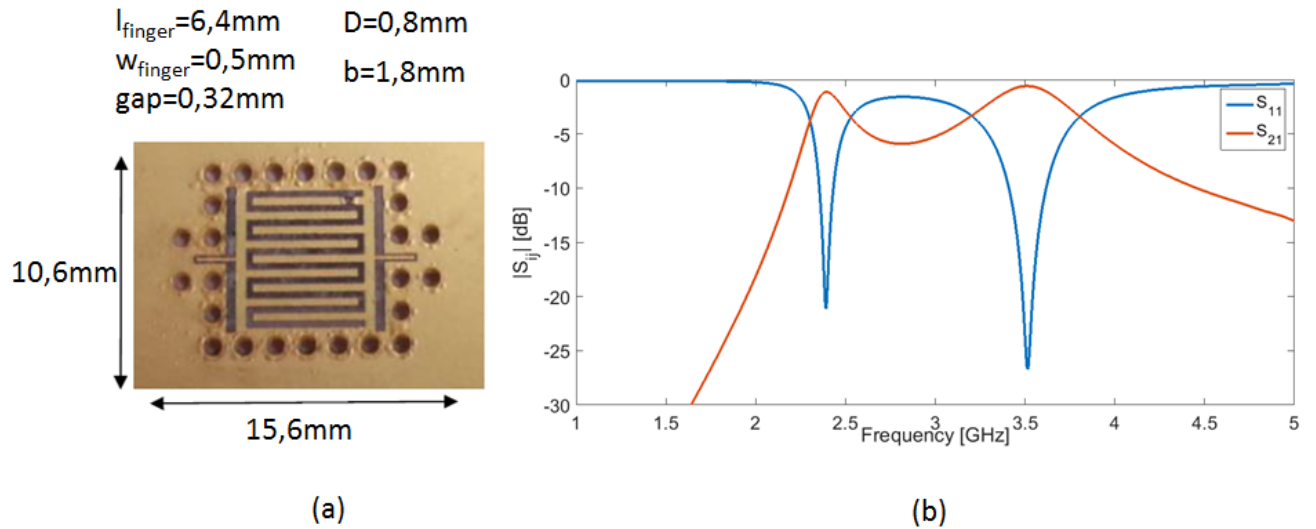 l_finger=6,4mm D=0,8mm
w_finger=0,5mm b=1,8mm
gap=0,32mm
10,6mm
15,6mm
(a)
|S_ij| [dB]
0
-5
-10
-15
-20
-25
-30
S_11
S_21
1 1.5 2 2.5 3 3.5 4 4.5 5
Frequency [GHz]
(b)